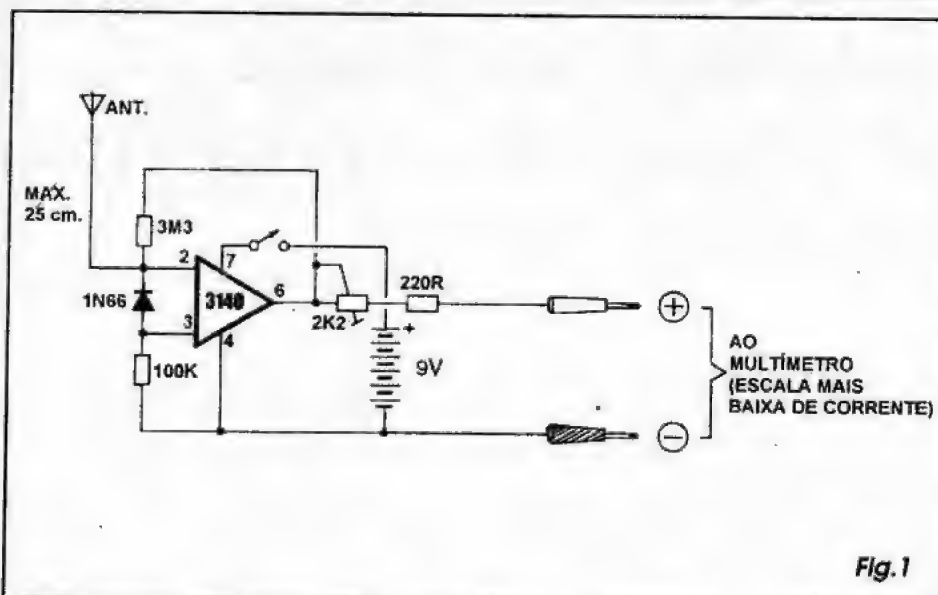 ANT.
MAX.
25 cm.
3M3
2
7
1N66
3140
6
220R
3
4
2K2
+
100K
9V
+
AO
MULTÍMETRO
(ESCALA MAIS
BAIXA DE CORRENTE)
−
Fig.1